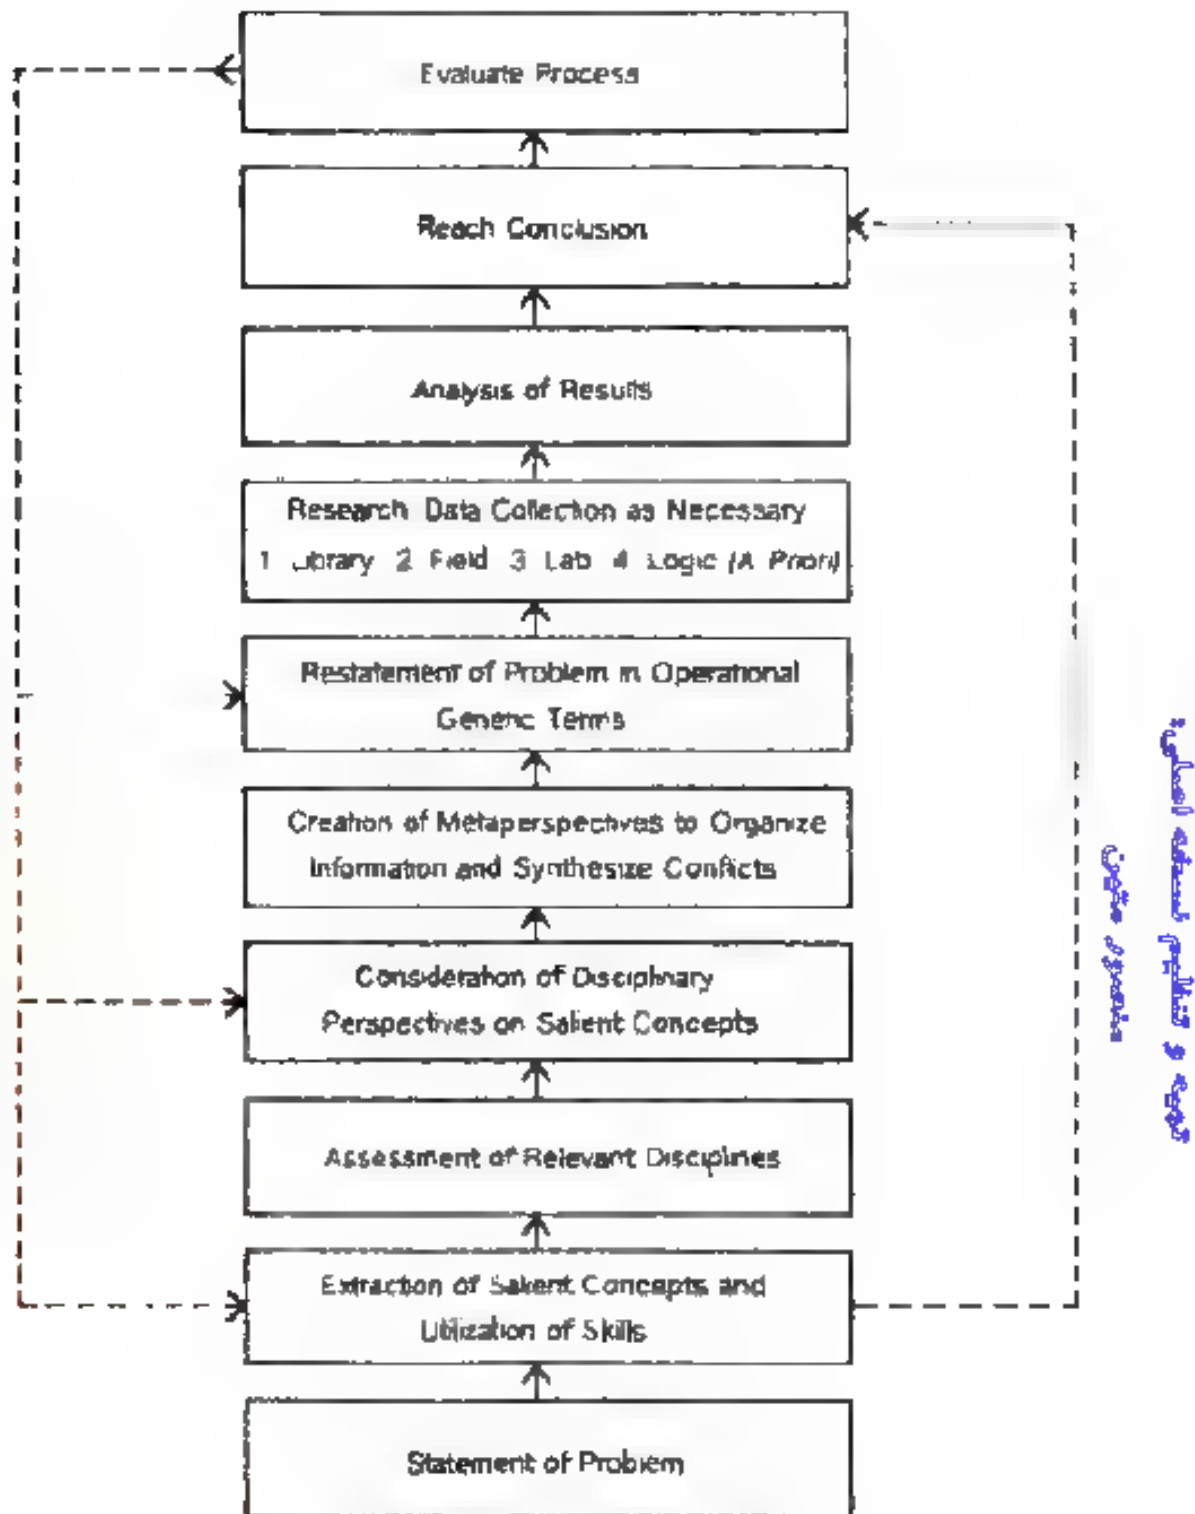 Evaluate Process
Reach Conclusion
Analysis of Results
Research Data Collection as Necessary
1 Library 2 Field 3 Lab 4 Logic (A Priori)
Restatement of Problem in Operational
Generic Terms
Creation of Metaperspectives to Organize
Information and Synthesize Conflicts
Consideration of Disciplinary
Perspectives on Salient Concepts
Assessment of Relevant Disciplines
Extraction of Salient Concepts and
Utilization of Skills
Statement of Problem